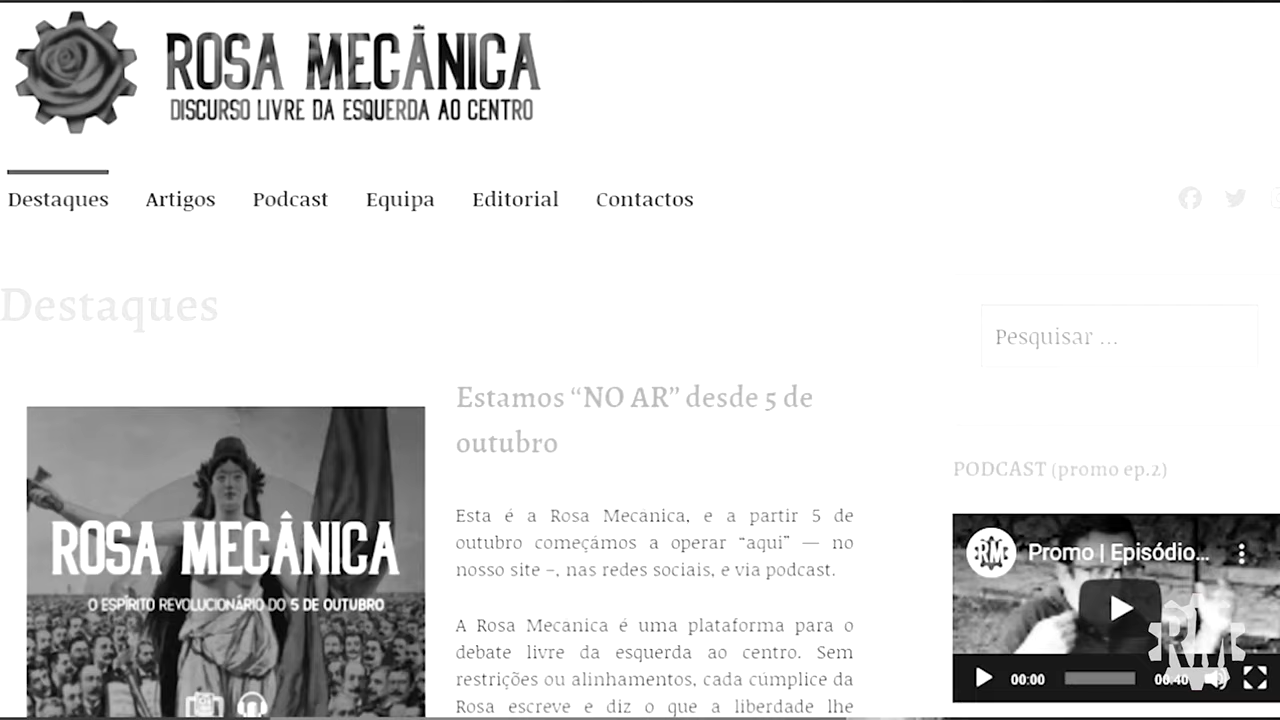 ROSA MECÂNICA
DISCURSO LIVRE DA ESQUERDA AO CENTRO
Destaques Artigos Podcast Equipa Editorial Contactos
Destaques
Pesquisar ...
Estamos “NO AR” desde 5 de
outubro
ROSA MECÂNICA
O ESPÍRITO REVOLUCIONÁRIO DO 5 DE OUTUBRO
Esta é a Rosa Mecanica, e a partir 5 de
outubro começámos a operar “aqui” — no
nosso site –, nas redes sociais, e via podcast.
A Rosa Mecanica é uma plataforma para o
debate livre da esquerda ao centro. Sem
restrições ou alinhamentos, cada cúmplice da
Rosa escreve e diz o que a liberdade lhe
PODCAST (promo ep.2)
RM Promo | Episódio...
00:00 00:40
RM